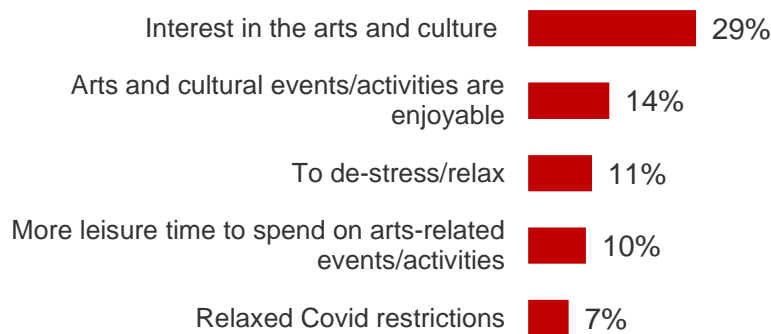 Interest in the arts and culture 29%
Arts and cultural events/activities are
enjoyable 14%
To de-stress/relax 11%
More leisure time to spend on arts-related
events/activities 10%
Relaxed Covid restrictions 7%